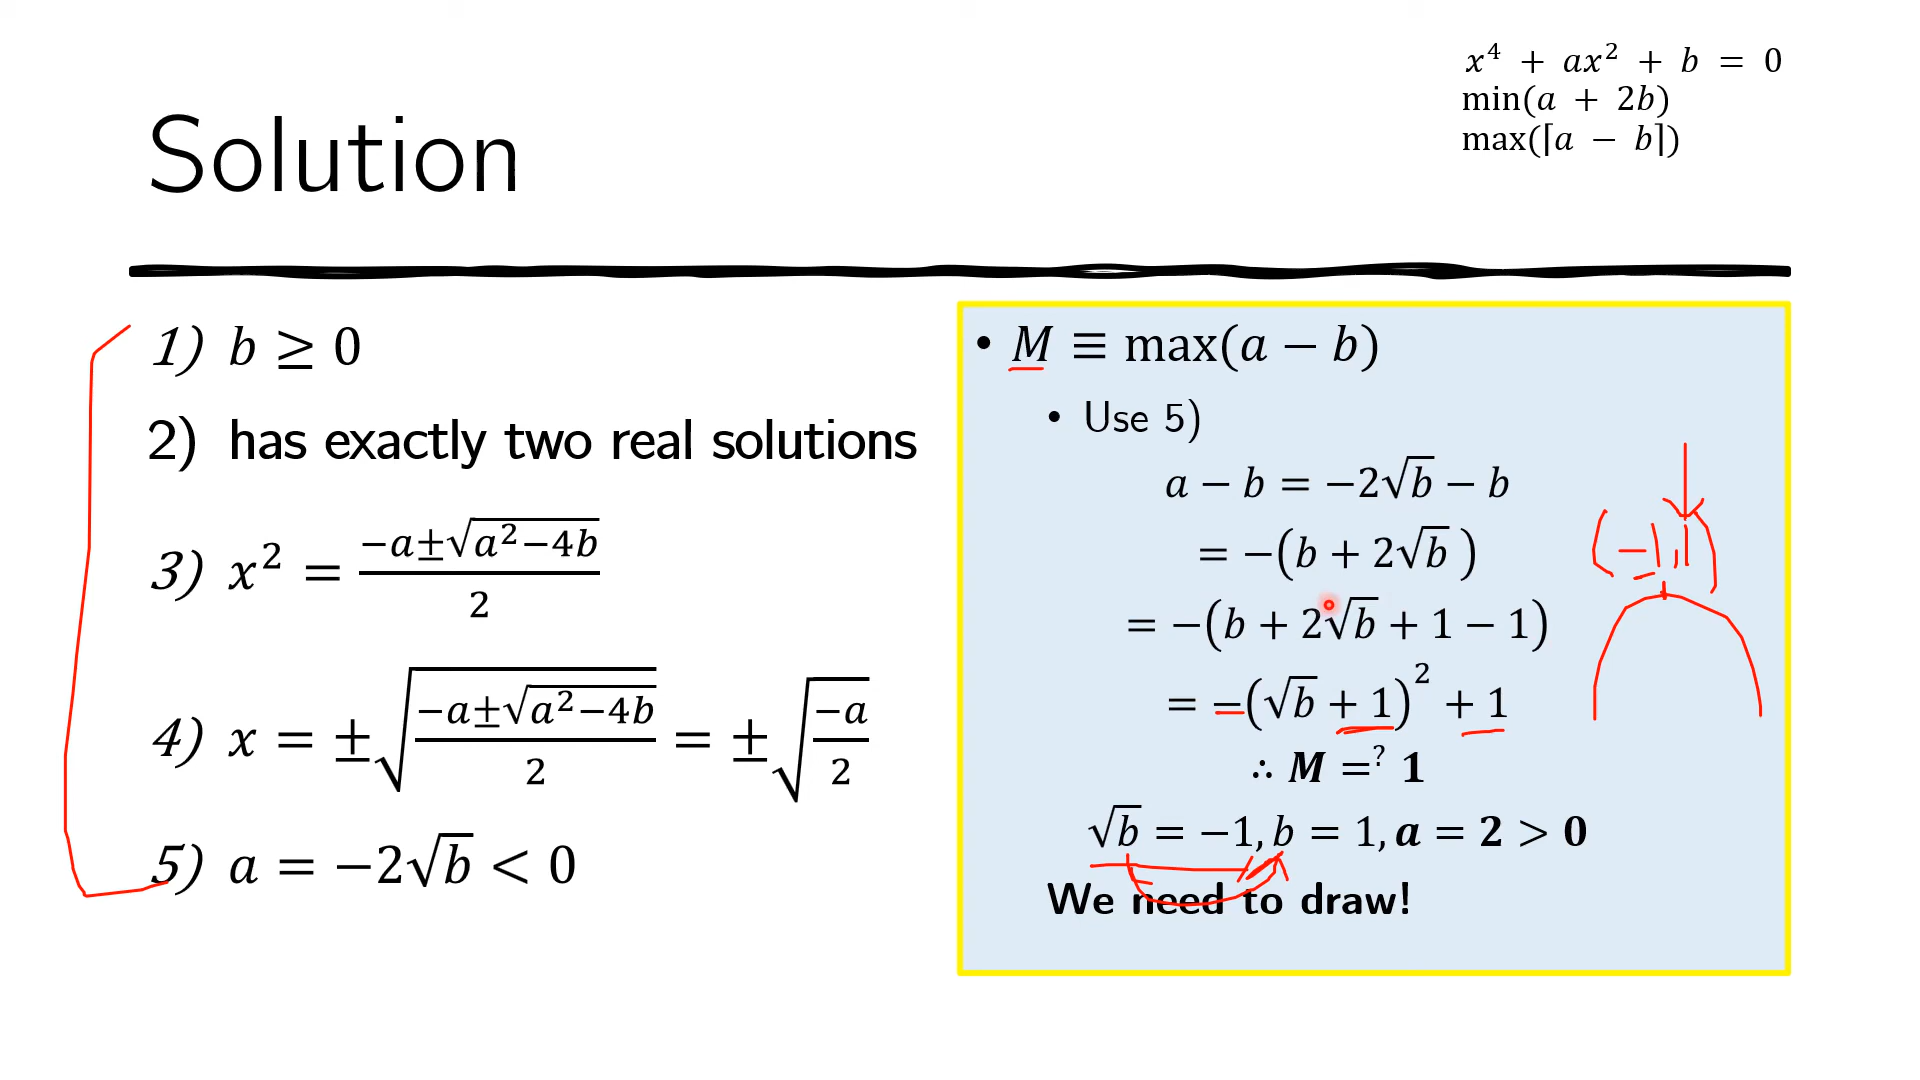 x⁴ + ax² + b = 0
min(a + 2b)
max(⌈a − b⌉)
Solution
1) b ≥ 0
2) has exactly two real solutions
3) x² = (−a±√(a²−4b))/2
4) x = ±√((−a±√(a²−4b))/2) = ±√(−a/2)
5) a = −2√b < 0
• M ≡ max(a − b)
• Use 5)
a − b = −2√b − b
= −(b + 2√b )
= −(b + 2√b + 1 − 1)
= −(√b + 1)² + 1
∴ M =? 1
√b = −1, b = 1, a = 2 > 0
We need to draw!
(−1, 1)